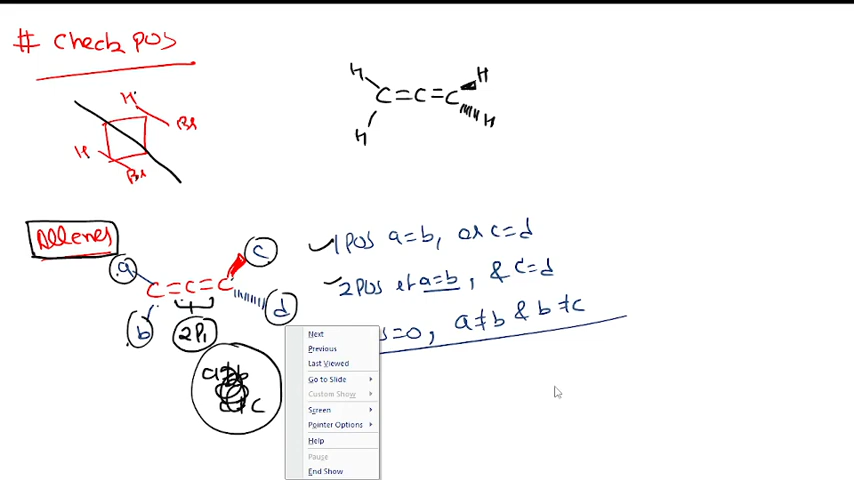 # Check POS
H
Br
H
Br
H
H
C=C=C
H
H
Allenes
a
c
C=C=C
b
d
2P1
1 POS a=b, or c=d
2 POS if a=b, & c=d
=0, a≠b & b≠c
Next
Previous
Last Viewed
Go to Slide
Custom Show
Screen
Pointer Options
Help
Pause
End Show